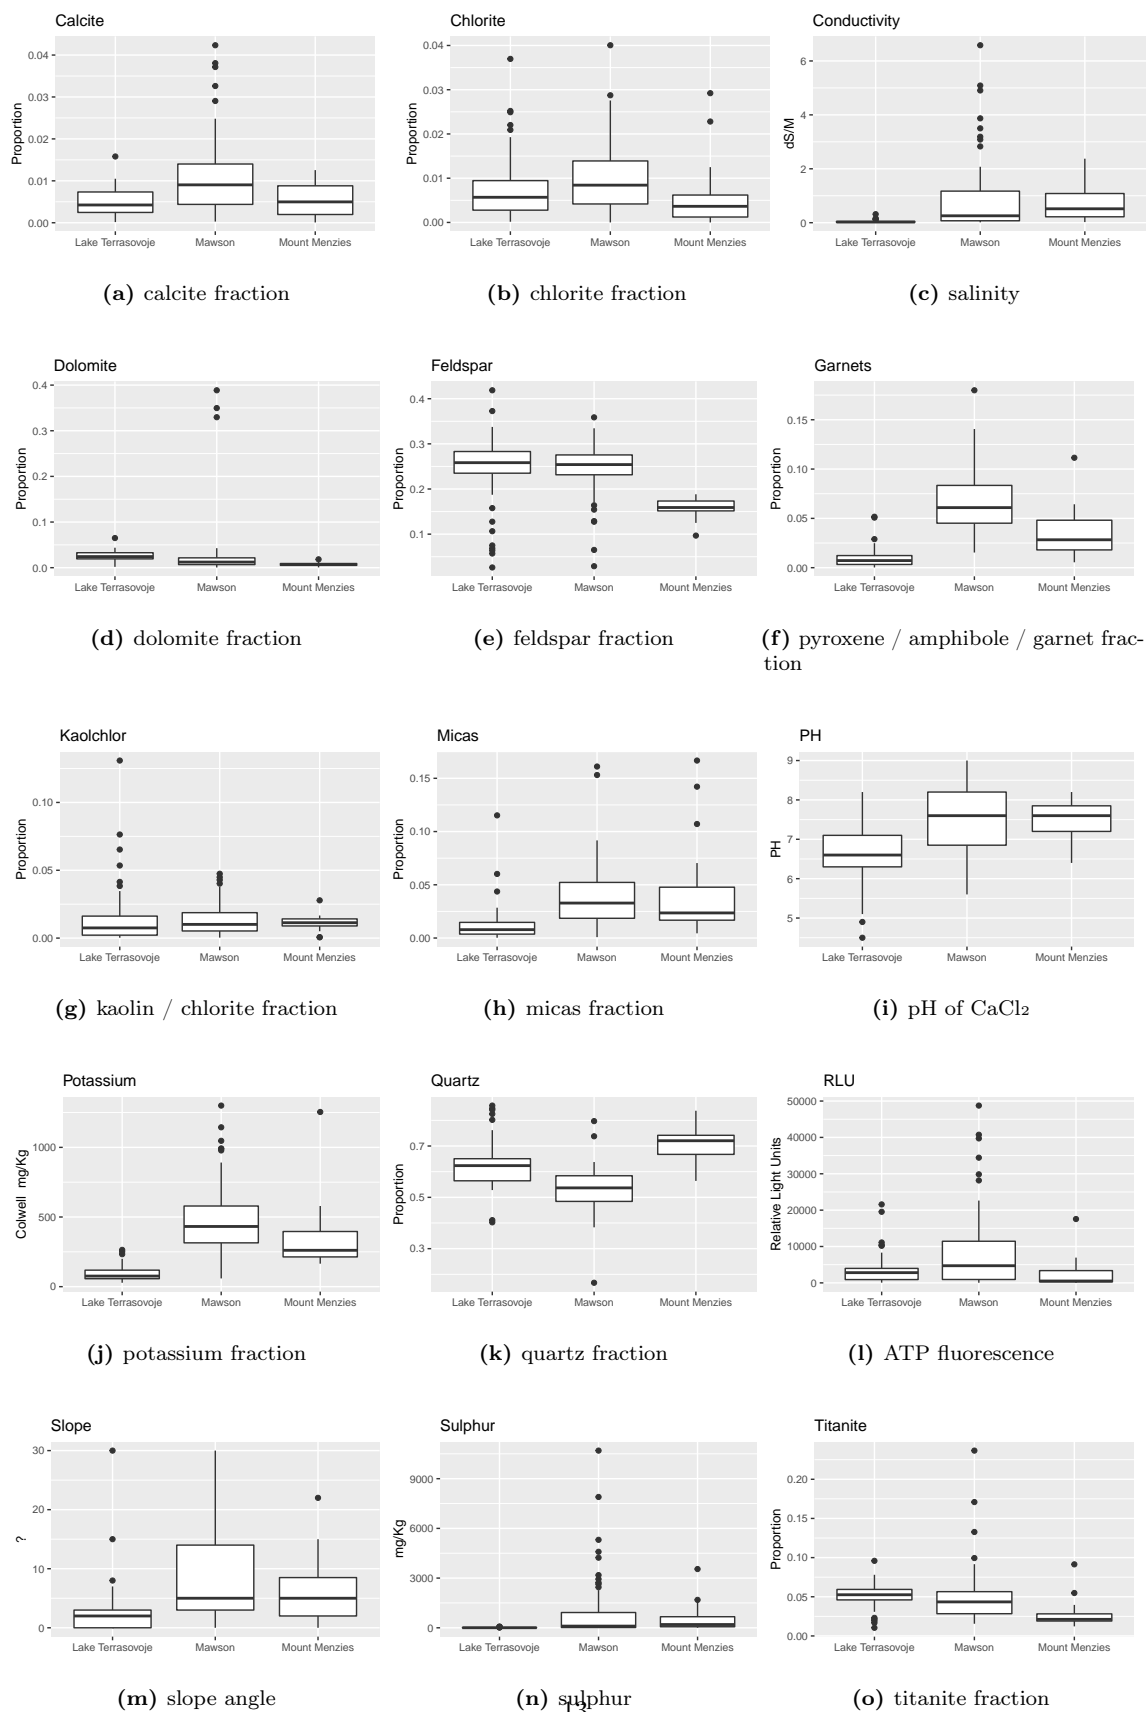 Calcite
0.04
0.03
0.02
0.01
0.00
Proportion
Lake Terrasovoje Mawson Mount Menzies
(a) calcite fraction
Chlorite
0.04
0.03
0.02
0.01
0.00
Proportion
Lake Terrasovoje Mawson Mount Menzies
(b) chlorite fraction
Conductivity
6
4
2
0
dS/M
Lake Terrasovoje Mawson Mount Menzies
(c) salinity
Dolomite
0.4
0.3
0.2
0.1
0.0
Proportion
Lake Terrasovoje Mawson Mount Menzies
(d) dolomite fraction
Feldspar
0.4
0.3
0.2
0.1
Proportion
Lake Terrasovoje Mawson Mount Menzies
(e) feldspar fraction
Garnets
0.15
0.10
0.05
0.00
Proportion
Lake Terrasovoje Mawson Mount Menzies
(f) pyroxene / amphibole / garnet frac-
tion
Kaolchlor
0.10
0.05
0.00
Proportion
Lake Terrasovoje Mawson Mount Menzies
(g) kaolin / chlorite fraction
Micas
0.15
0.10
0.05
0.00
Proportion
Lake Terrasovoje Mawson Mount Menzies
(h) micas fraction
PH
9
8
7
6
5
PH
Lake Terrasovoje Mawson Mount Menzies
(i) pH of CaCl2
Potassium
1000
500
0
Colwell mg/Kg
Lake Terrasovoje Mawson Mount Menzies
(j) potassium fraction
Quartz
0.7
0.5
0.3
Proportion
Lake Terrasovoje Mawson Mount Menzies
(k) quartz fraction
RLU
50000
40000
30000
20000
10000
0
Relative Light Units
Lake Terrasovoje Mawson Mount Menzies
(l) ATP fluorescence
Slope
30
20
10
0
?
Lake Terrasovoje Mawson Mount Menzies
(m) slope angle
Sulphur
9000
6000
3000
0
mg/Kg
Lake Terrasovoje Mawson Mount Menzies
(n) sulphur
Titanite
0.20
0.15
0.10
0.05
0.00
Proportion
Lake Terrasovoje Mawson Mount Menzies
(o) titanite fraction
13